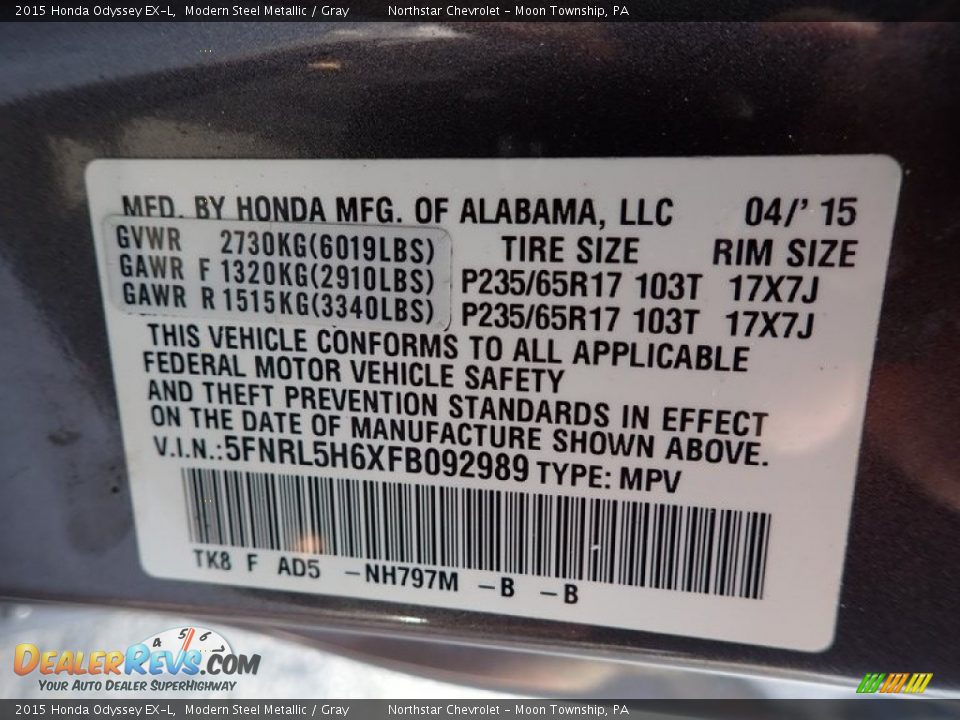 2015 Honda Odyssey EX-L, Modern Steel Metallic / Gray Northstar Chevrolet - Moon Township, PA
MFD. BY HONDA MFG. OF ALABAMA, LLC 04/' 15
GVWR 2730KG(6019LBS) TIRE SIZE RIM SIZE
GAWR F 1320KG(2910LBS) P235/65R17 103T 17X7J
GAWR R 1515KG(3340LBS) P235/65R17 103T 17X7J
THIS VEHICLE CONFORMS TO ALL APPLICABLE
FEDERAL MOTOR VEHICLE SAFETY
AND THEFT PREVENTION STANDARDS IN EFFECT
ON THE DATE OF MANUFACTURE SHOWN ABOVE.
V.I.N.:5FNRL5H6XFB092989 TYPE: MPV
TK8 F AD5 -NH797M -B -B
4 5 6
DEALERREVS.COM
YOUR AUTO DEALER SUPERHIGHWAY
2015 Honda Odyssey EX-L, Modern Steel Metallic / Gray Northstar Chevrolet - Moon Township, PA